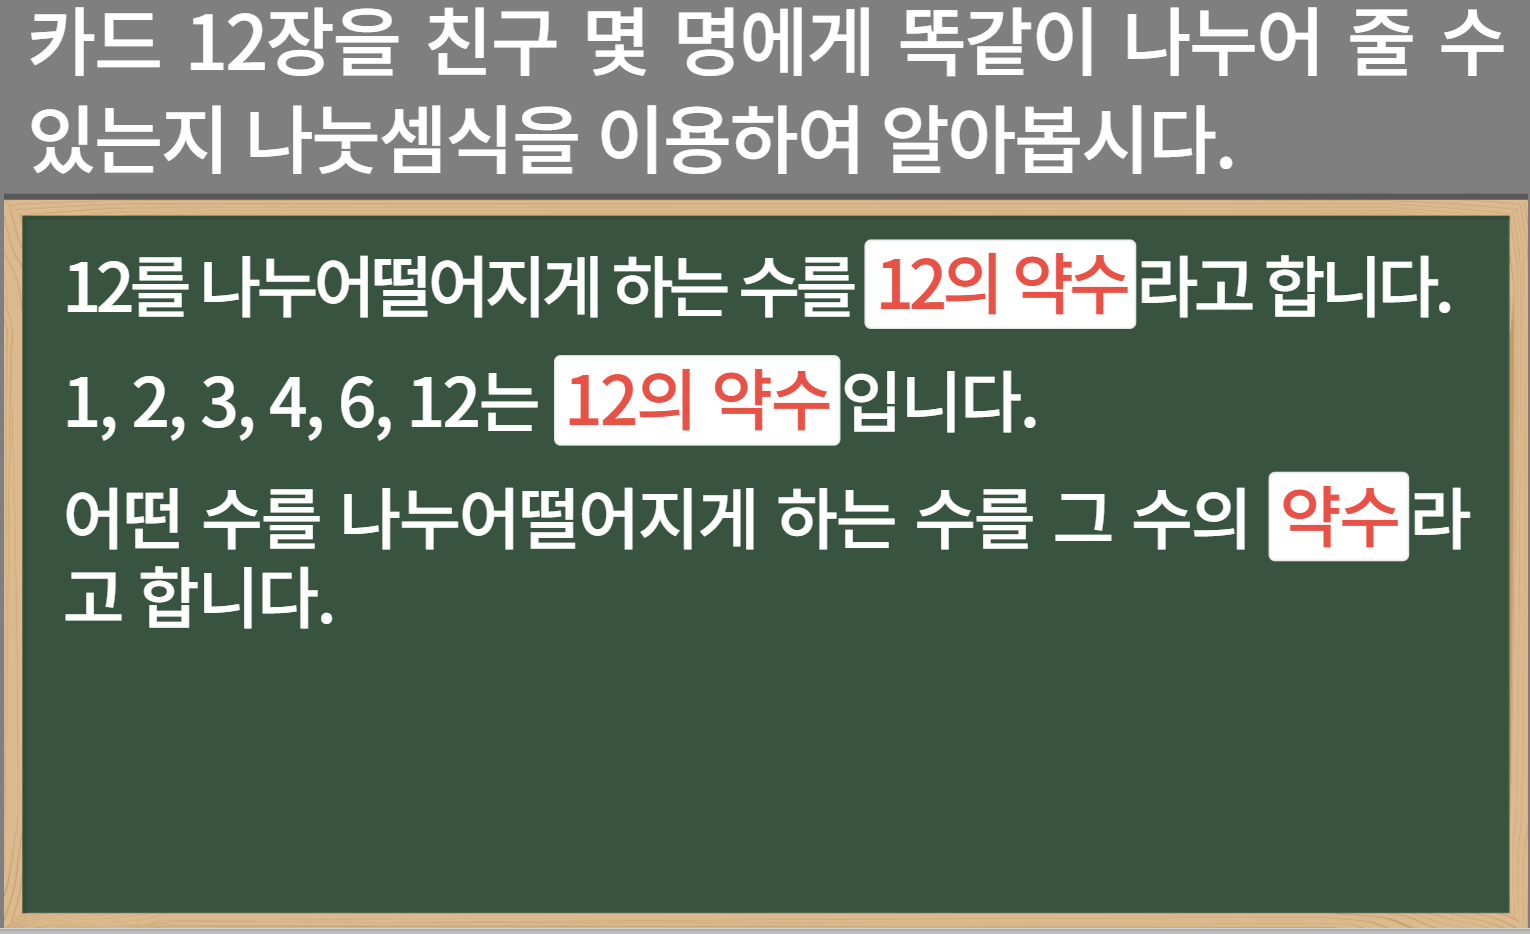 카드 12장을 친구 몇 명에게 똑같이 나누어 줄 수
있는지 나눗셈식을 이용하여 알아봅시다.
12를 나누어떨어지게 하는 수를 12의 약수라고 합니다.
1, 2, 3, 4, 6, 12는 12의 약수입니다.
어떤 수를 나누어떨어지게 하는 수를 그 수의 약수라
고 합니다.